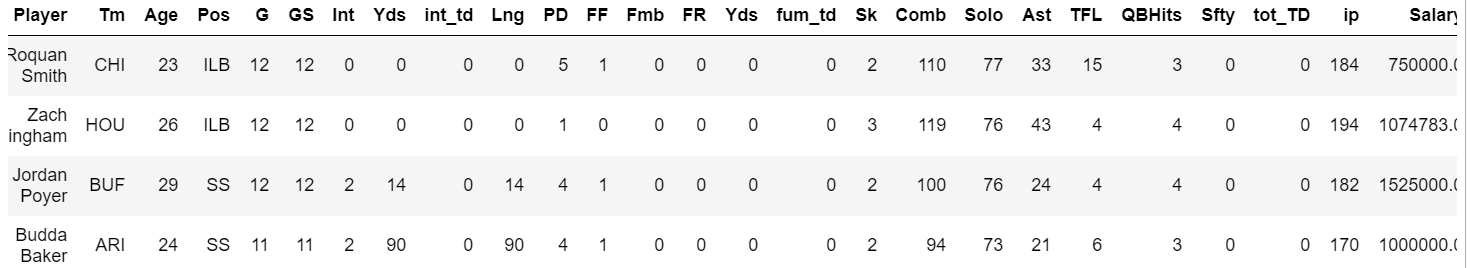 Player Tm Age Pos G GS Int Yds int_td Lng PD FF Fmb FR Yds fum_td Sk Comb Solo Ast TFL QBHits Sfty tot_TD ip Salary
Roquan
Smith CHI 23 ILB 12 12 0 0 0 0 5 1 0 0 0 0 2 110 77 33 15 3 0 0 184 750000.0
Zach
ingham HOU 26 ILB 12 12 0 0 0 0 1 0 0 0 0 0 3 119 76 43 4 4 0 0 194 1074783.0
Jordan
Poyer BUF 29 SS 12 12 2 14 0 14 4 1 0 0 0 0 2 100 76 24 4 4 0 0 182 1525000.0
Budda
Baker ARI 24 SS 11 11 2 90 0 90 4 1 0 0 0 0 2 94 73 21 6 3 0 0 170 1000000.0